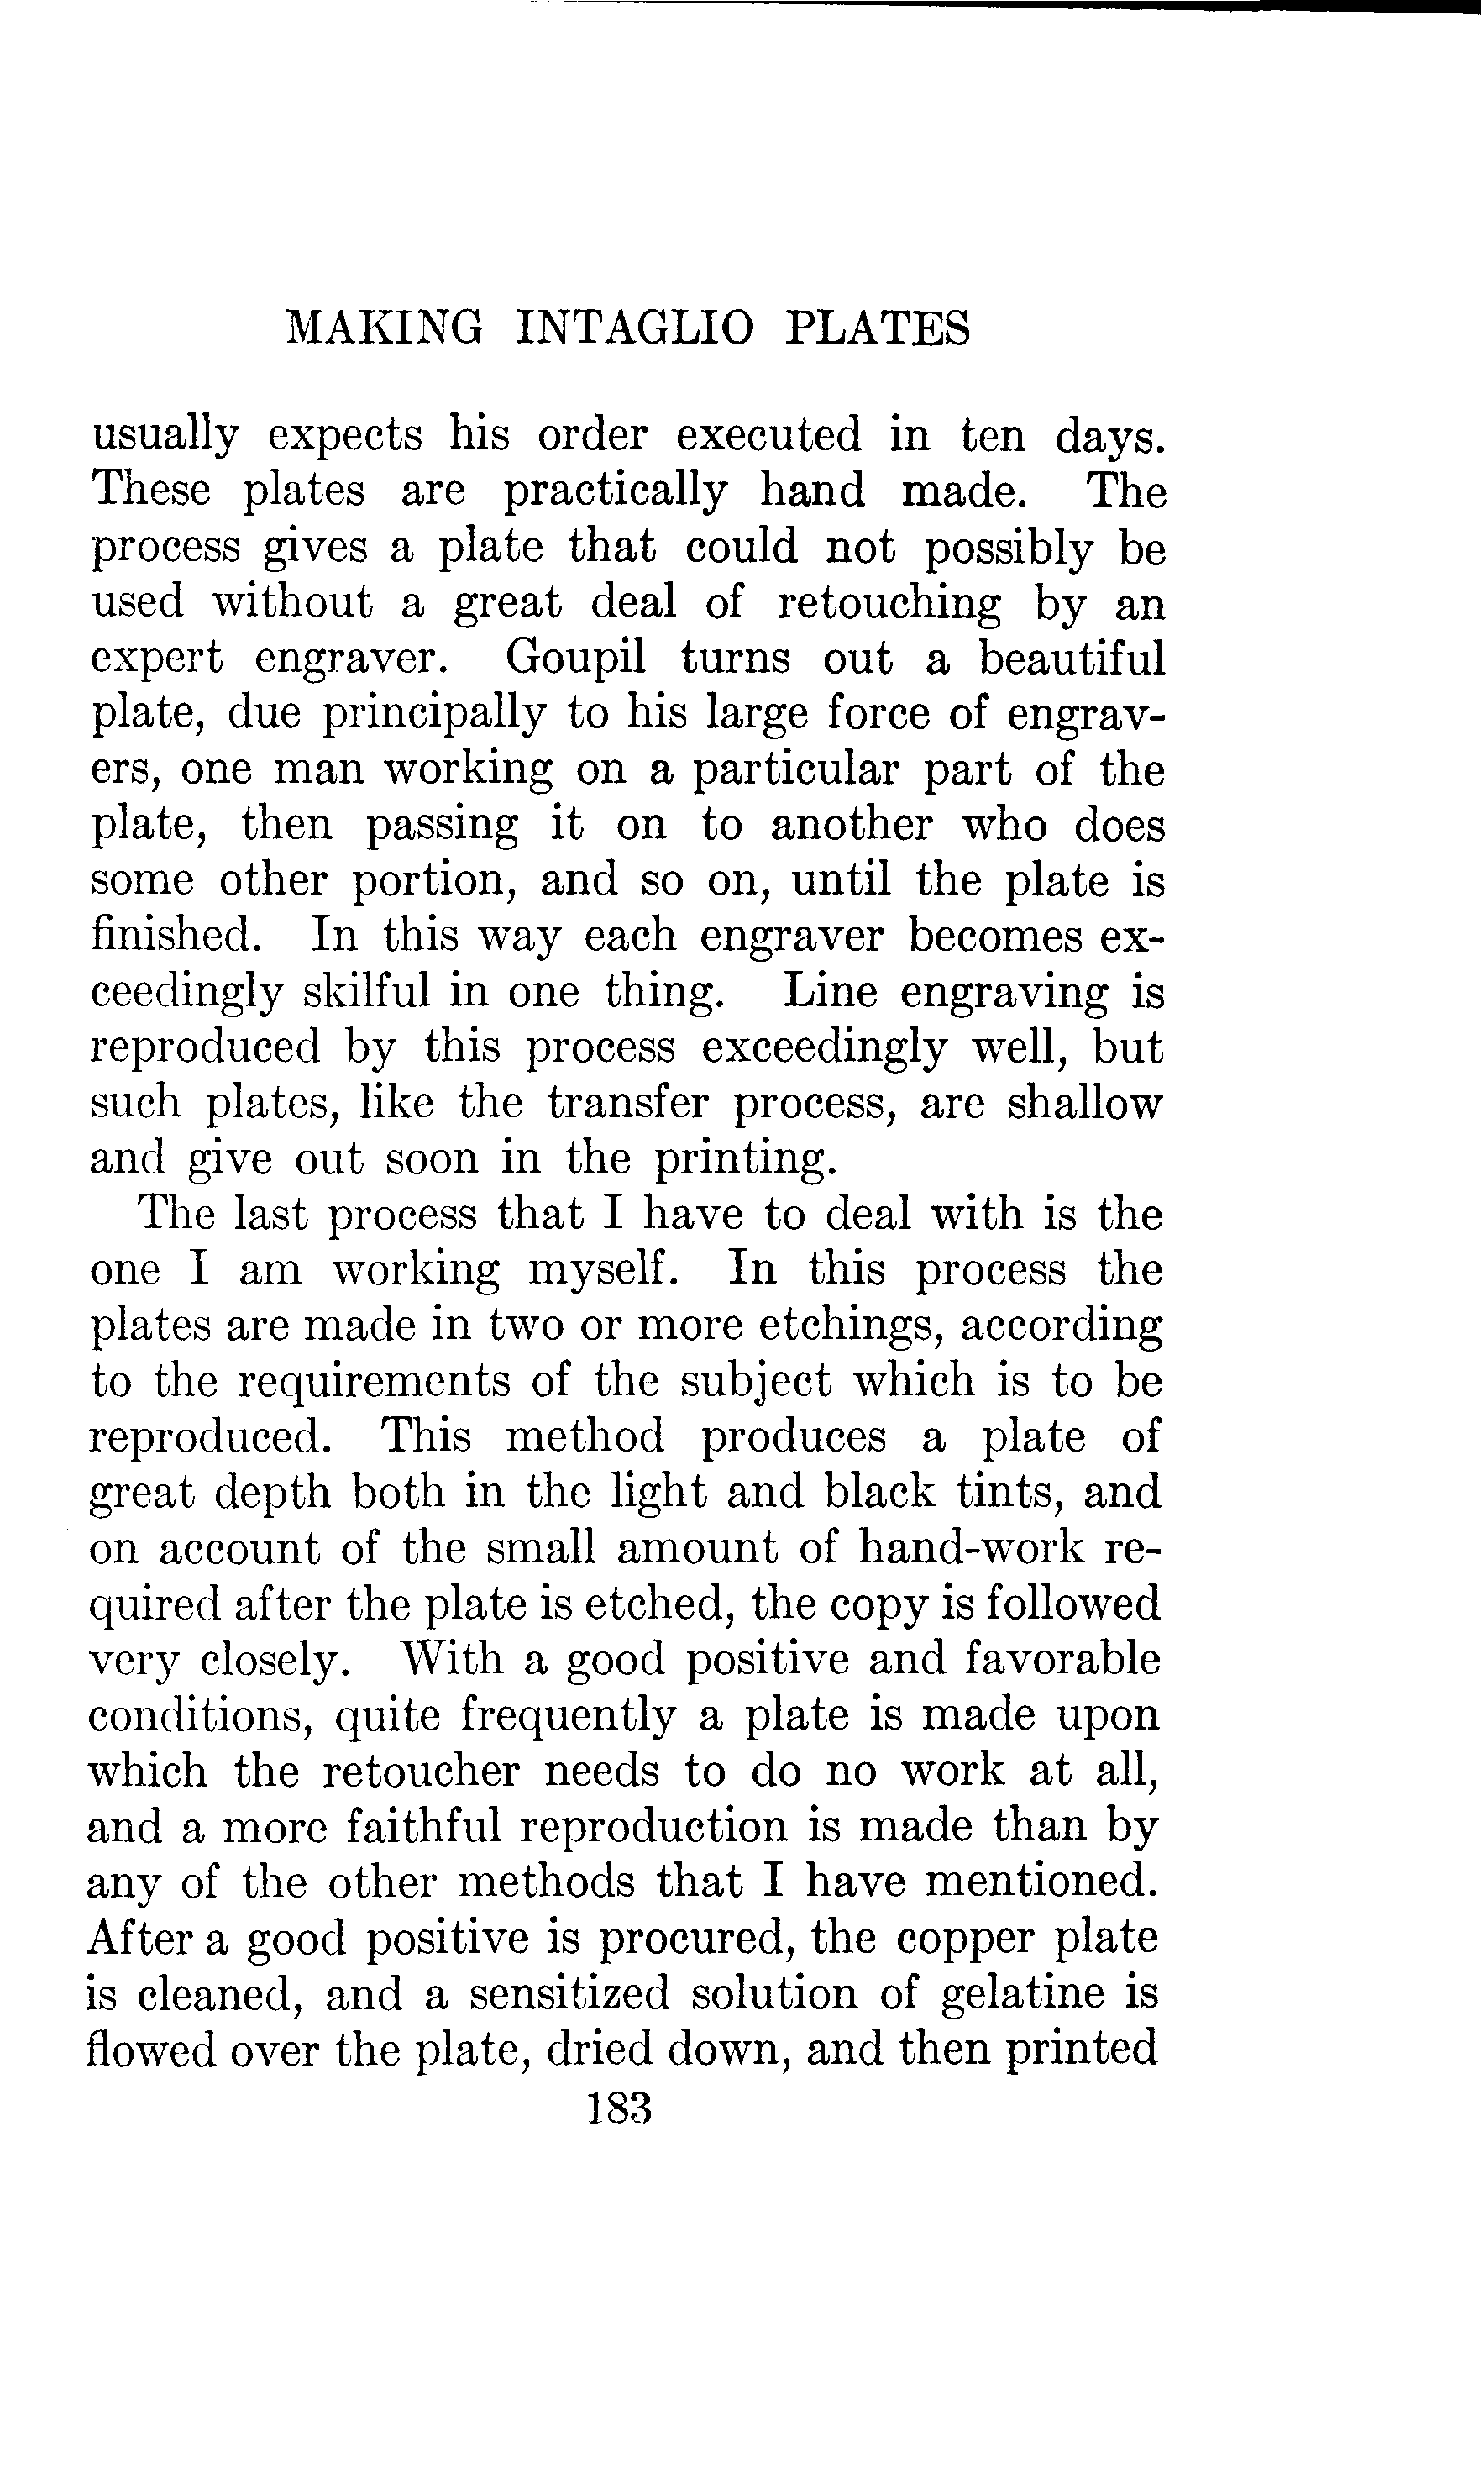 MAKING INTAGLIO PLATES
usually expects his order executed in ten days.
These plates are practically hand made. The
process gives a plate that could not possibly be
used without a great deal of retouching by an
expert engraver. Goupil turns out a beautiful
plate, due principally to his large force of engrav-
ers, one man working on a particular part of the
plate, then passing it on to another who does
some other portion, and so on, until the plate is
finished. In this way each engraver becomes ex-
ceedingly skilful in one thing. Line engraving is
reproduced by this process exceedingly well, but
such plates, like the transfer process, are shallow
and give out soon in the printing.
The last process that I have to deal with is the
one I am working myself. In this process the
plates are made in two or more etchings, according
to the requirements of the subject which is to be
reproduced. This method produces a plate of
great depth both in the light and black tints, and
on account of the small amount of hand-work re-
quired after the plate is etched, the copy is followed
very closely. With a good positive and favorable
conditions, quite frequently a plate is made upon
which the retoucher needs to do no work at all,
and a more faithful reproduction is made than by
any of the other methods that I have mentioned.
After a good positive is procured, the copper plate
is cleaned, and a sensitized solution of gelatine is
flowed over the plate, dried down, and then printed
183